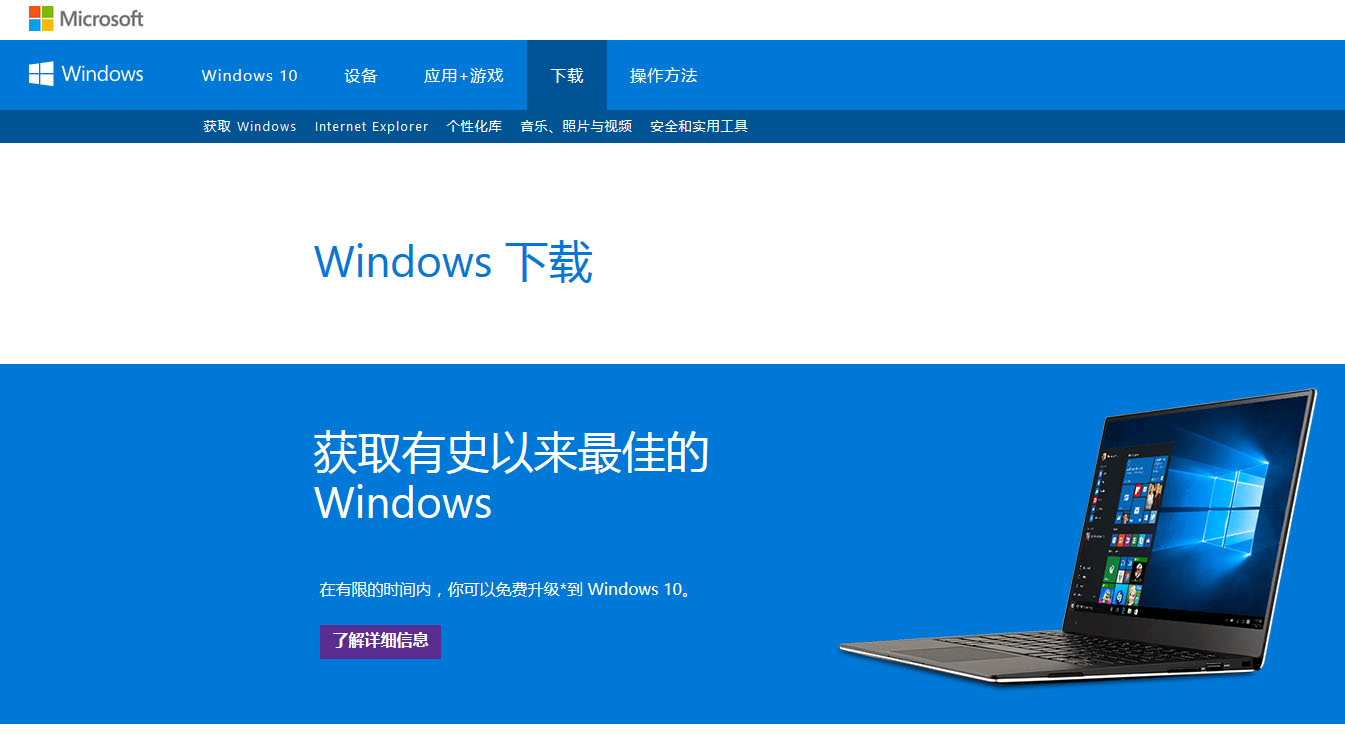 Microsoft
Windows
Windows 10
设备
应用+游戏
下载
操作方法
获取 Windows
Internet Explorer
个性化库
音乐、照片与视频
安全和实用工具
Windows 下载
获取有史以来最佳的
Windows
在有限的时间内，你可以免费升级*到 Windows 10。
了解详细信息